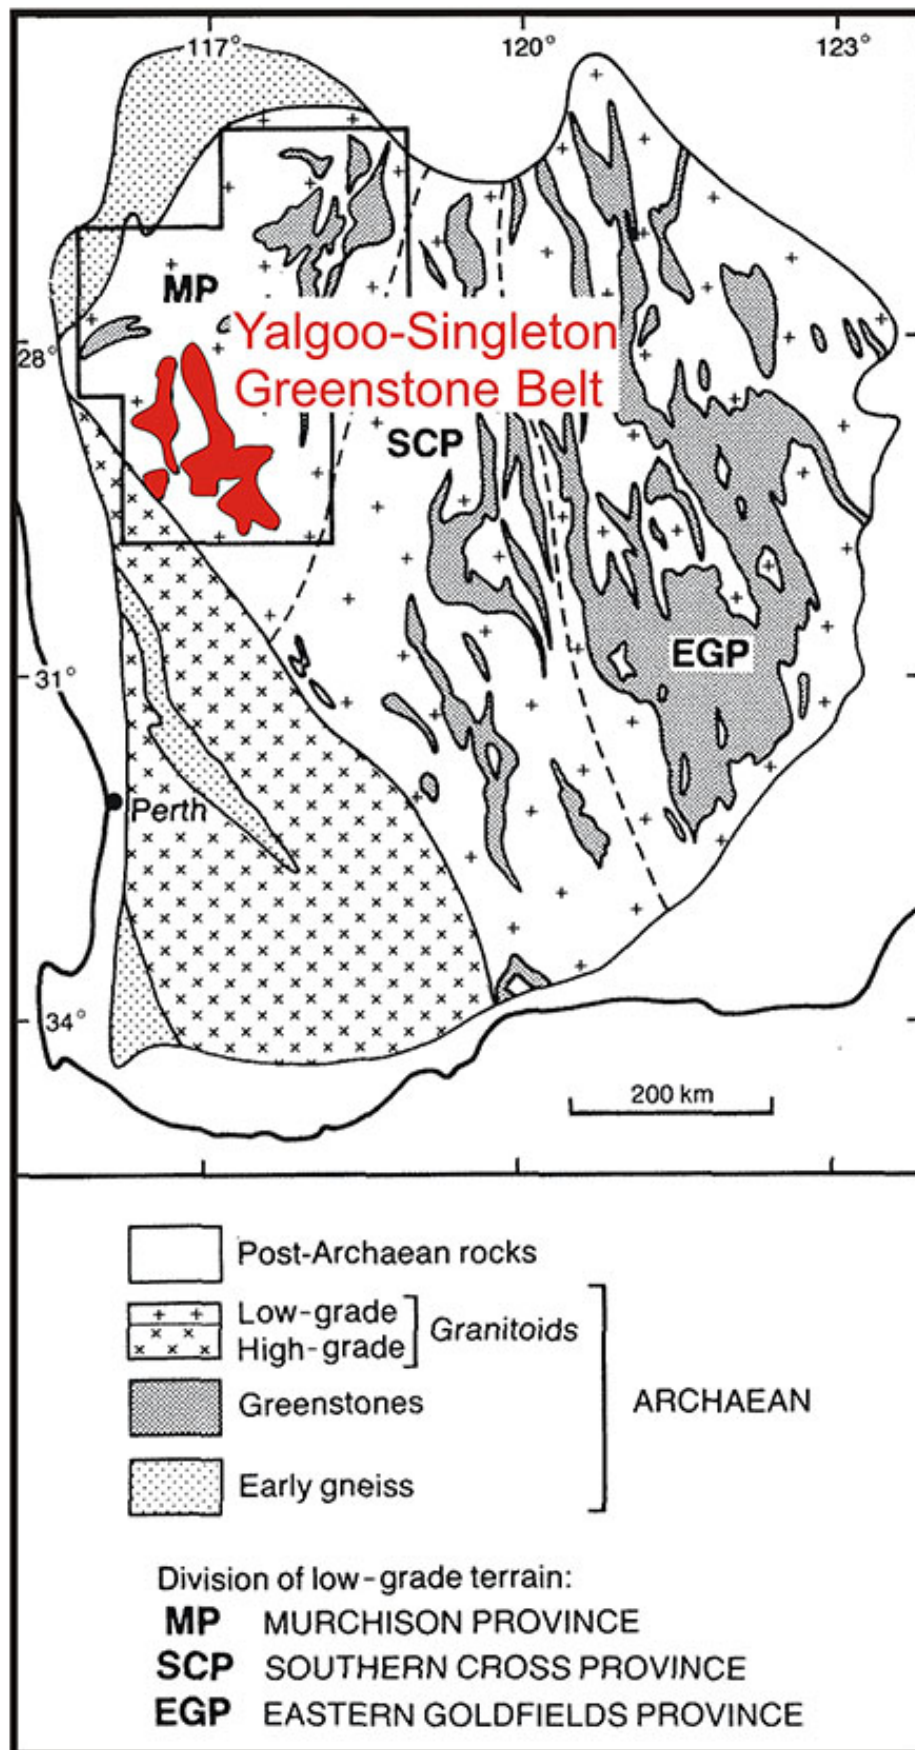 117°
120°
123°
MP
28°
Yalgoo-Singleton
Greenstone Belt
SCP
31°
EGP
Perth
34°
200 km
Post-Archaean rocks
Low-grade
High-grade
Granitoids
Greenstones
ARCHAEAN
Early gneiss
Division of low-grade terrain:
MP MURCHISON PROVINCE
SCP SOUTHERN CROSS PROVINCE
EGP EASTERN GOLDFIELDS PROVINCE